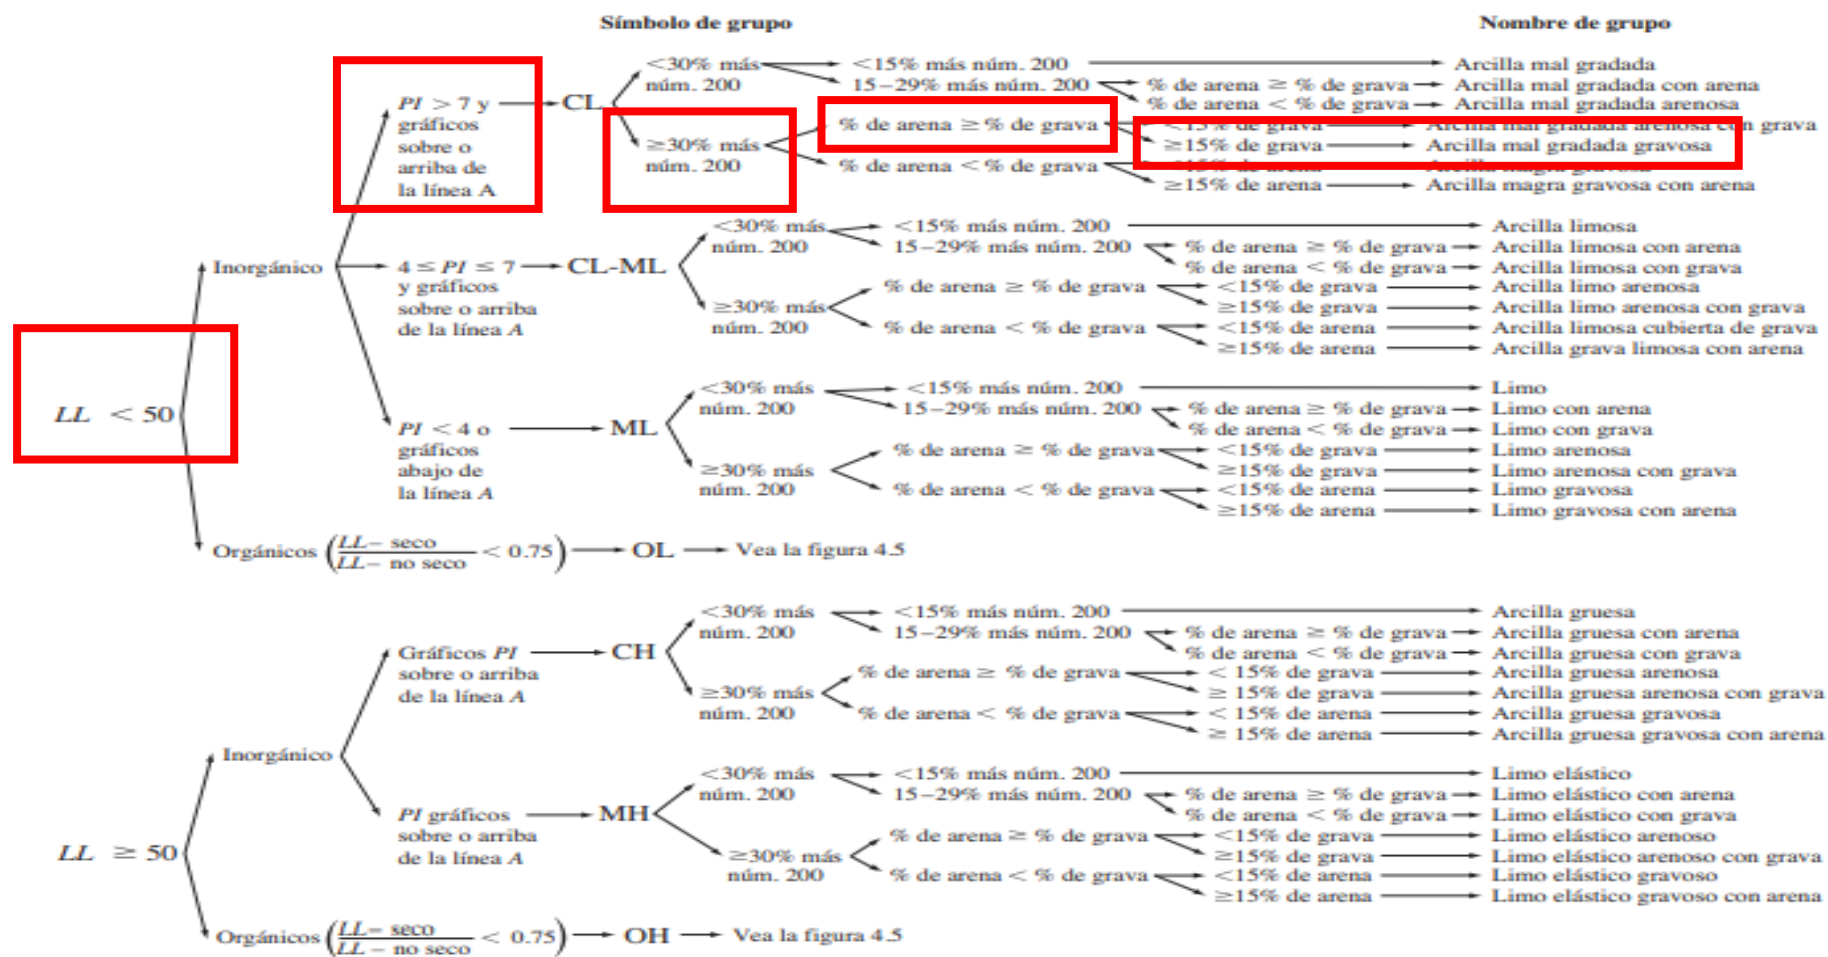 Símbolo de grupo Nombre de grupo
<30% más núm. 200 <15% más núm. 200 Arcilla mal gradada
15–29% más núm. 200 % de arena ≥ % de grava Arcilla mal gradada con arena
% de arena < % de grava Arcilla mal gradada arenosa
PI > 7 y gráficos sobre o arriba de la línea A CL
≥30% más núm. 200 % de arena ≥ % de grava <15% de grava Arcilla mal gradada arenosa con grava
≥15% de grava Arcilla mal gradada gravosa
% de arena < % de grava
≥15% de arena Arcilla magra gravosa con arena
<30% más núm. 200 <15% más núm. 200 Arcilla limosa
15–29% más núm. 200 % de arena ≥ % de grava Arcilla limosa con arena
% de arena < % de grava Arcilla limosa con grava
Inorgánico 4 ≤ PI ≤ 7 y gráficos sobre o arriba de la línea A CL-ML
≥30% más núm. 200 % de arena ≥ % de grava <15% de grava Arcilla limo arenosa
≥15% de grava Arcilla limo arenosa con grava
% de arena < % de grava <15% de arena Arcilla limosa cubierta de grava
≥15% de arena Arcilla grava limosa con arena
LL < 50
<30% más núm. 200 <15% más núm. 200 Limo
15–29% más núm. 200 % de arena ≥ % de grava Limo con arena
% de arena < % de grava Limo con grava
PI < 4 o gráficos abajo de la línea A ML
≥30% más núm. 200 % de arena ≥ % de grava <15% de grava Limo arenosa
≥15% de grava Limo arenosa con grava
% de arena < % de grava <15% de arena Limo gravosa
≥15% de arena Limo gravosa con arena
Orgánicos (LL– seco / LL– no seco < 0.75) OL Vea la figura 4.5
<30% más núm. 200 <15% más núm. 200 Arcilla gruesa
15–29% más núm. 200 % de arena ≥ % de grava Arcilla gruesa con arena
% de arena < % de grava Arcilla gruesa con grava
Gráficos PI sobre o arriba de la línea A CH
≥30% más núm. 200 % de arena ≥ % de grava < 15% de grava Arcilla gruesa arenosa
≥ 15% de grava Arcilla gruesa arenosa con grava
% de arena < % de grava < 15% de arena Arcilla gruesa gravosa
≥ 15% de arena Arcilla gruesa gravosa con arena
Inorgánico
<30% más núm. 200 <15% más núm. 200 Limo elástico
15–29% más núm. 200 % de arena ≥ % de grava Limo elástico con arena
% de arena < % de grava Limo elástico con grava
PI gráficos sobre o arriba de la línea A MH
≥30% más núm. 200 % de arena ≥ % de grava <15% de grava Limo elástico arenoso
≥15% de grava Limo elástico arenoso con grava
% de arena < % de grava <15% de arena Limo elástico gravoso
≥15% de arena Limo elástico gravoso con arena
LL ≥ 50
Orgánicos (LL– seco / LL – no seco < 0.75) OH Vea la figura 4.5